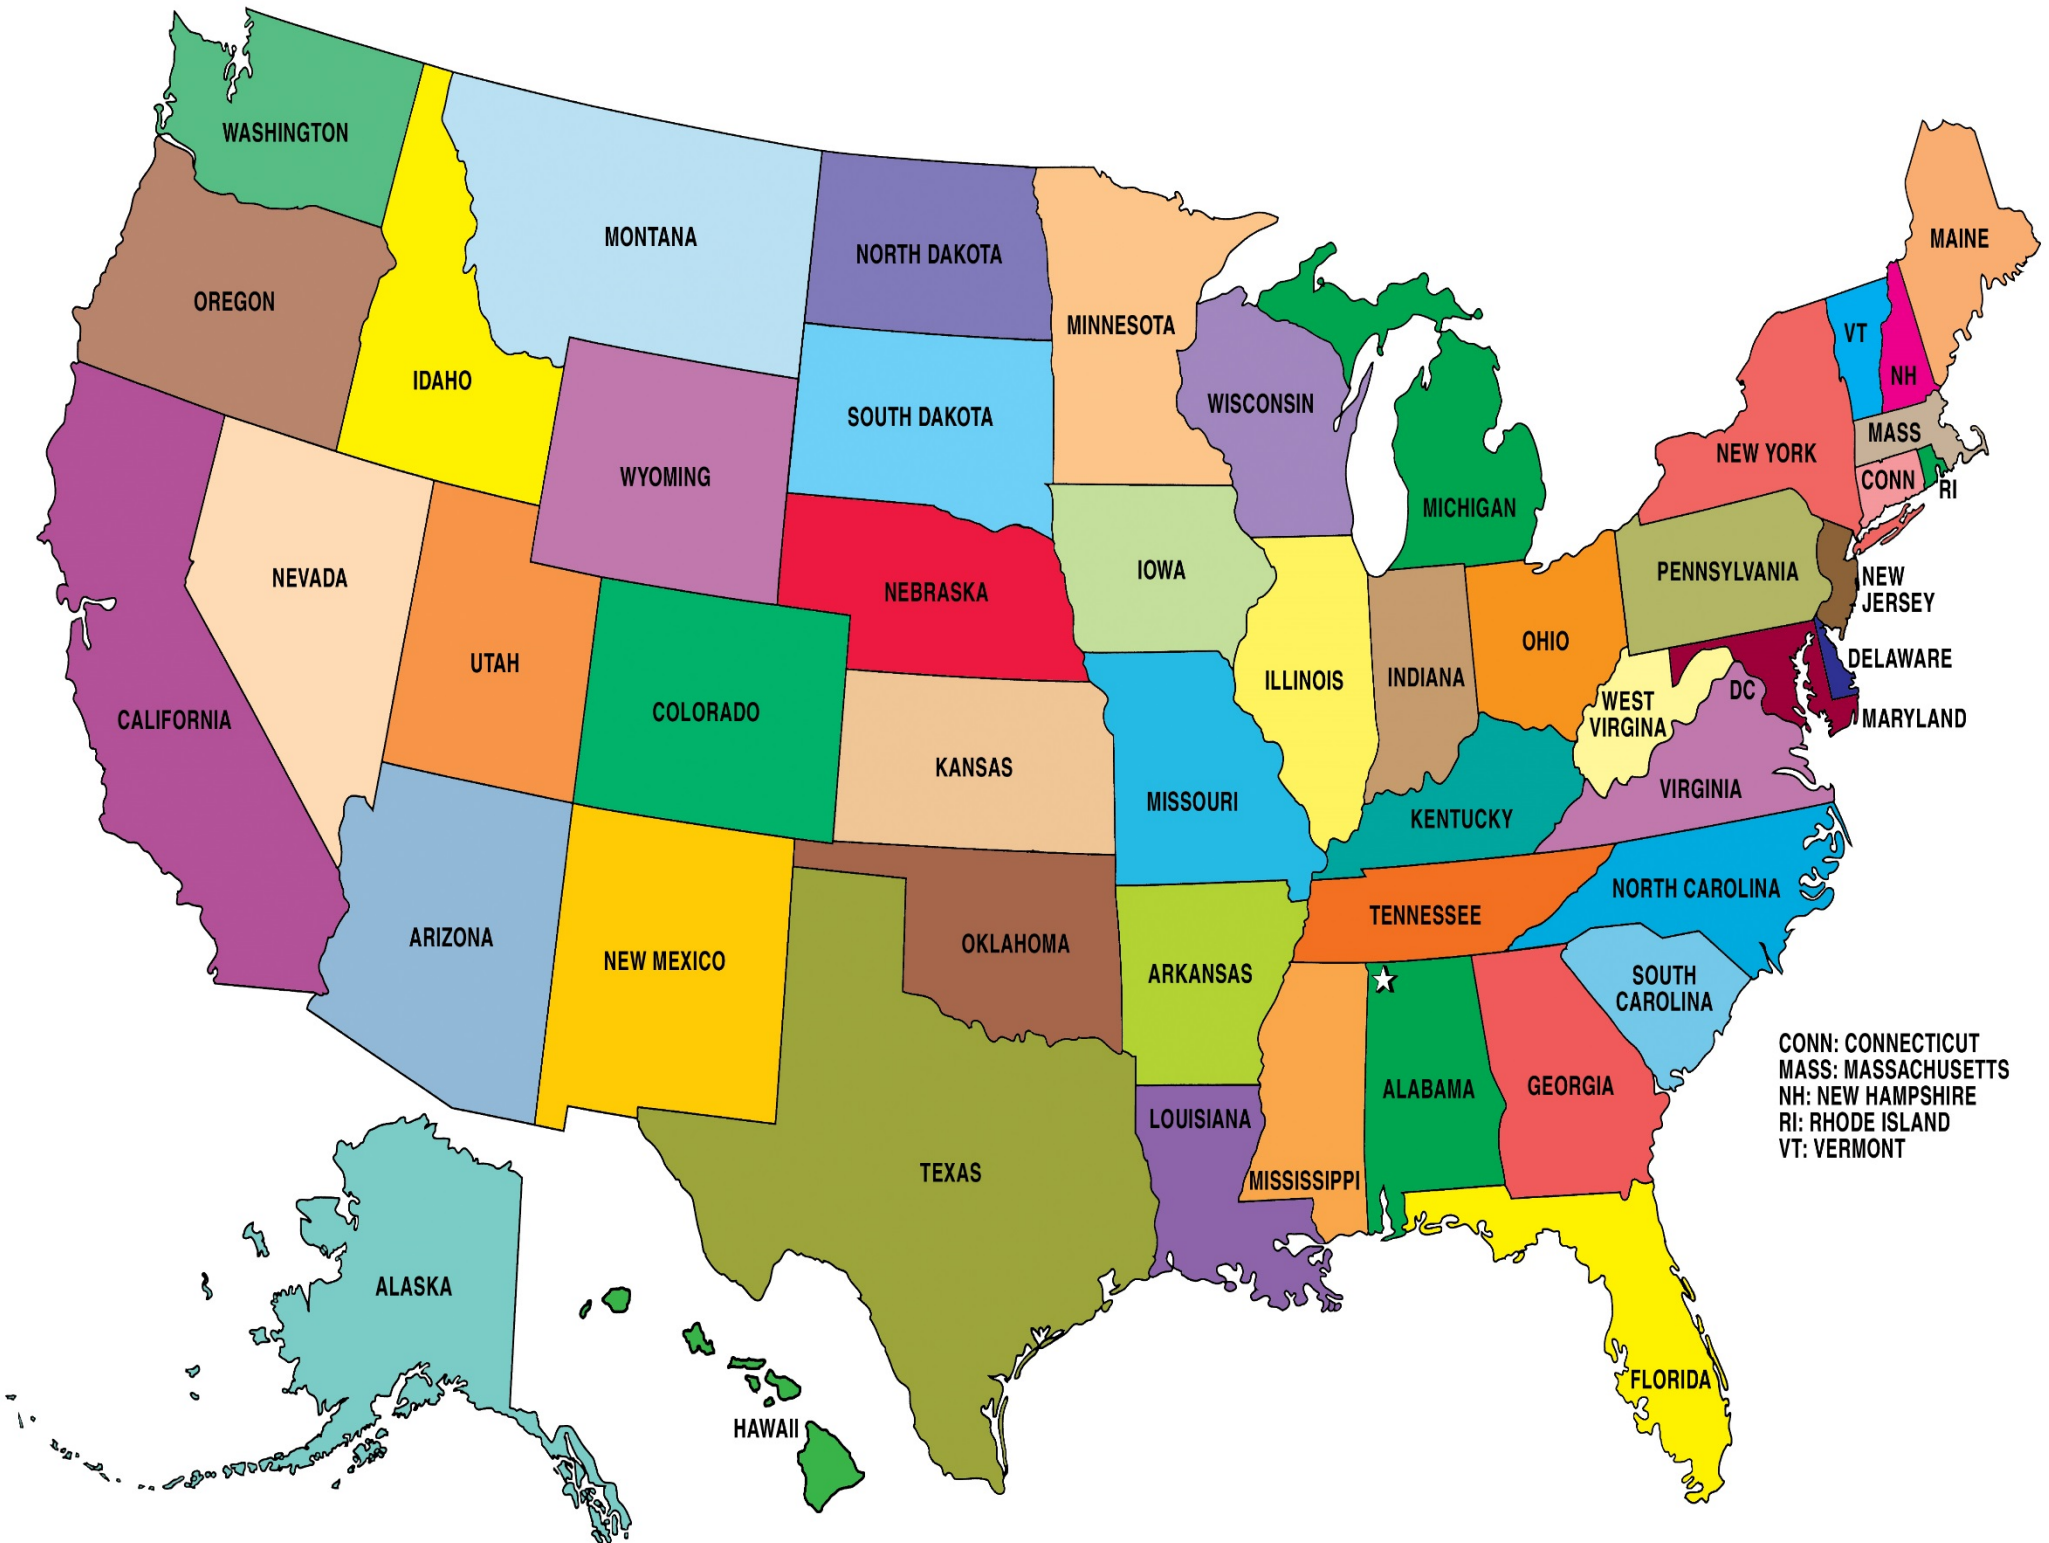 WASHINGTON
OREGON
IDAHO
MONTANA
NORTH DAKOTA
MINNESOTA
SOUTH DAKOTA
WISCONSIN
MICHIGAN
WYOMING
NEVADA
UTAH
CALIFORNIA
COLORADO
NEBRASKA
IOWA
KANSAS
MISSOURI
ILLINOIS
INDIANA
OHIO
PENNSYLVANIA
NEW YORK
MAINE
VT
NH
MASS
CONN
RI
NEW
JERSEY
DELAWARE
MARYLAND
DC
WEST
VIRGINA
VIRGINIA
KENTUCKY
TENNESSEE
NORTH CAROLINA
SOUTH
CAROLINA
ARIZONA
NEW MEXICO
OKLAHOMA
ARKANSAS
TEXAS
LOUISIANA
MISSISSIPPI
ALABAMA
GEORGIA
FLORIDA
ALASKA
HAWAII
CONN: CONNECTICUT
MASS: MASSACHUSETTS
NH: NEW HAMPSHIRE
RI: RHODE ISLAND
VT: VERMONT